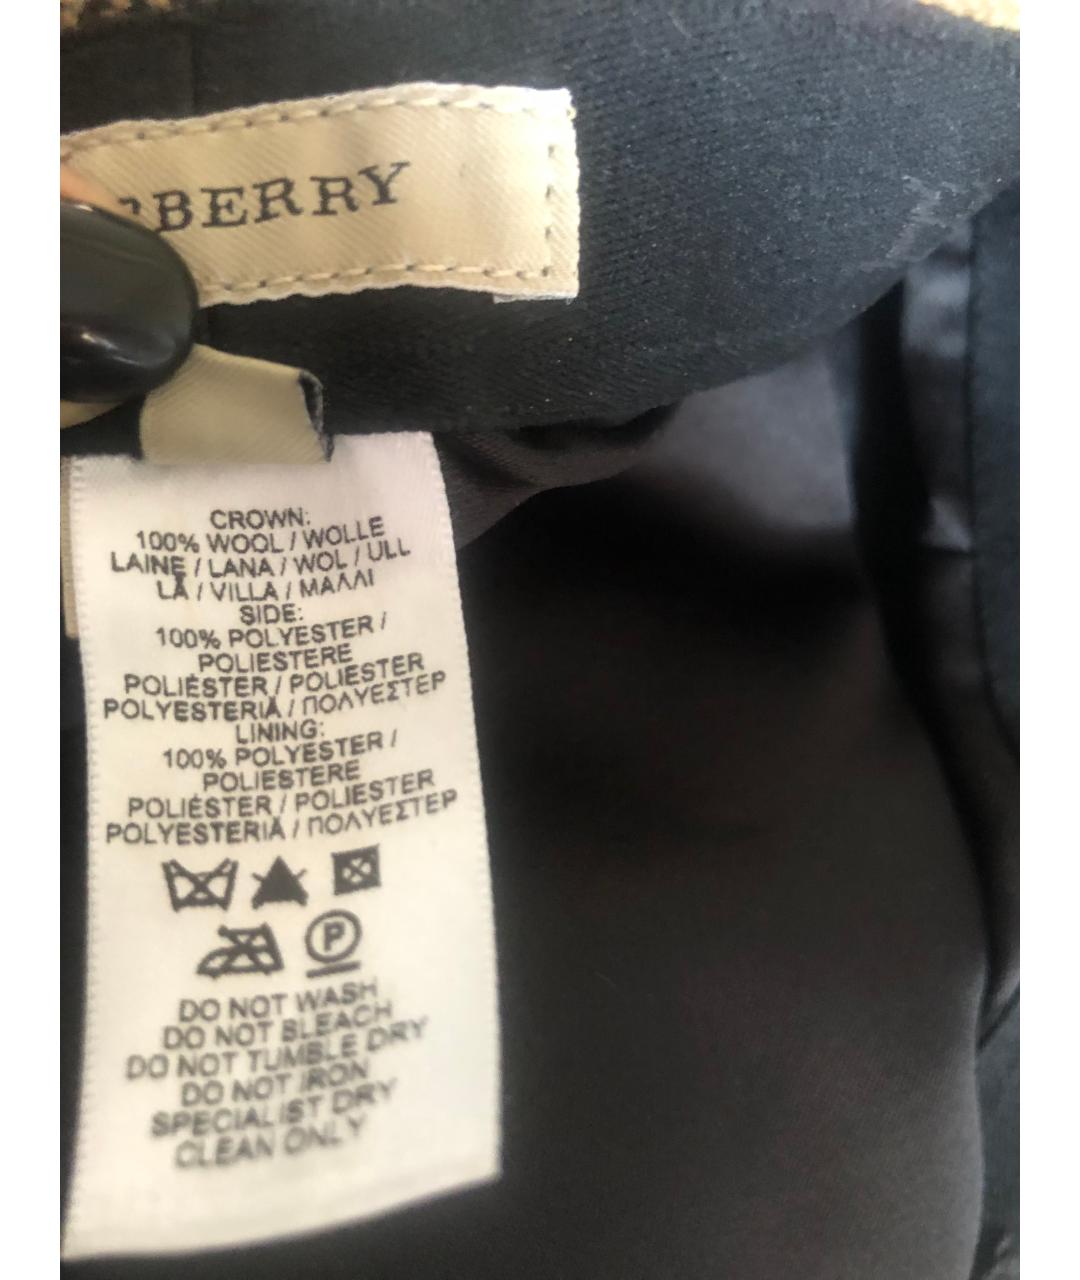 BERRY
CROWN:
100% WOOL / WOLLE
LAINE / LANA / WOL / ULL
LÃ / VILLA / ΜΑΛΛΙ
SIDE:
100% POLYESTER /
POLIESTERE
POLIÉSTER / POLIESTER
POLYESTERIÄ / ΠΟΛΥΕΣΤΕΡ
LINING:
100% POLYESTER /
POLIESTERE
POLIÉSTER / POLIESTER
POLYESTERIÄ / ΠΟΛΥΕΣΤΕΡ
P
DO NOT WASH
DO NOT BLEACH
DO NOT TUMBLE DRY
DO NOT IRON
SPECIALIST DRY
CLEAN ONLY